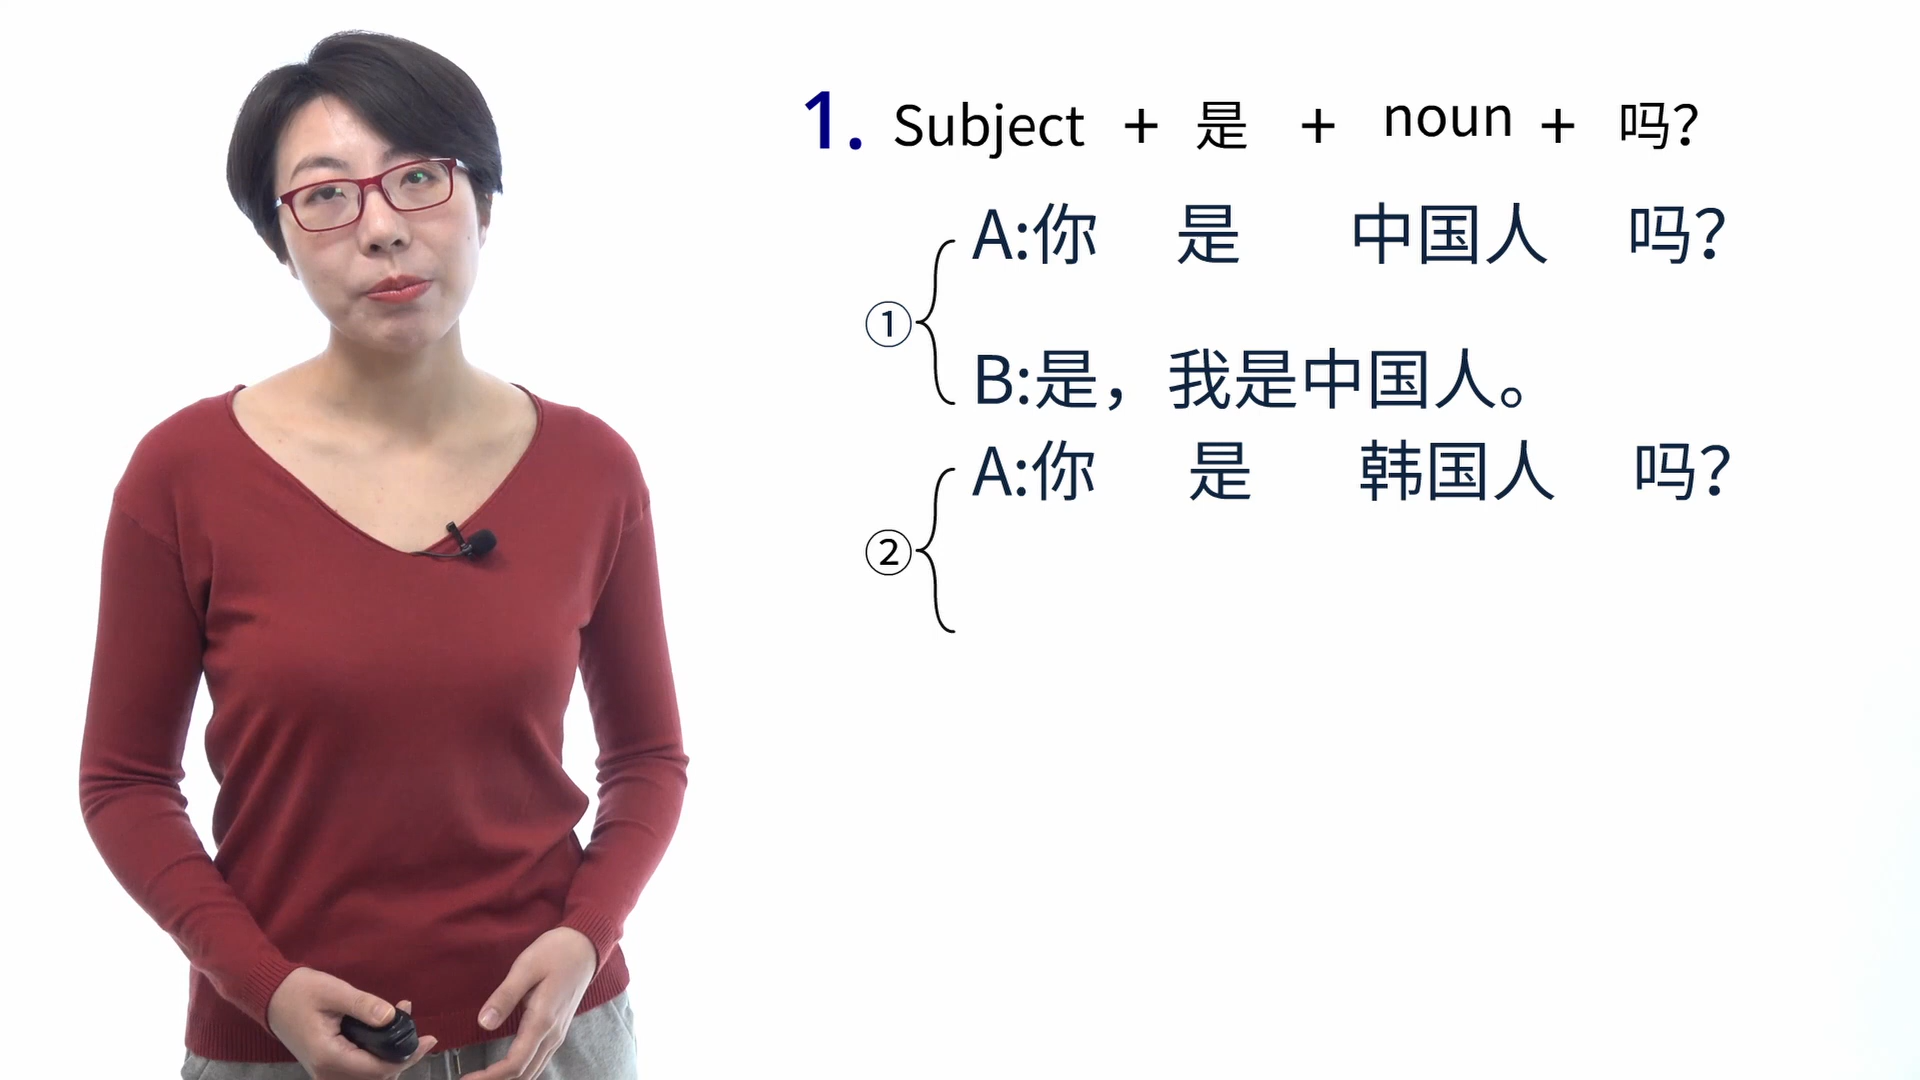 1. Subject + 是 + noun + 吗?
A:你 是 中国人 吗?
①
B:是，我是中国人。
A:你 是 韩国人 吗?
②